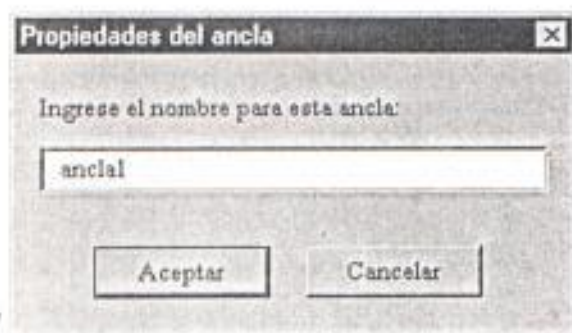 Propiedades del ancla
Ingrese el nombre para esta ancla:
ancla1
Aceptar
Cancelar